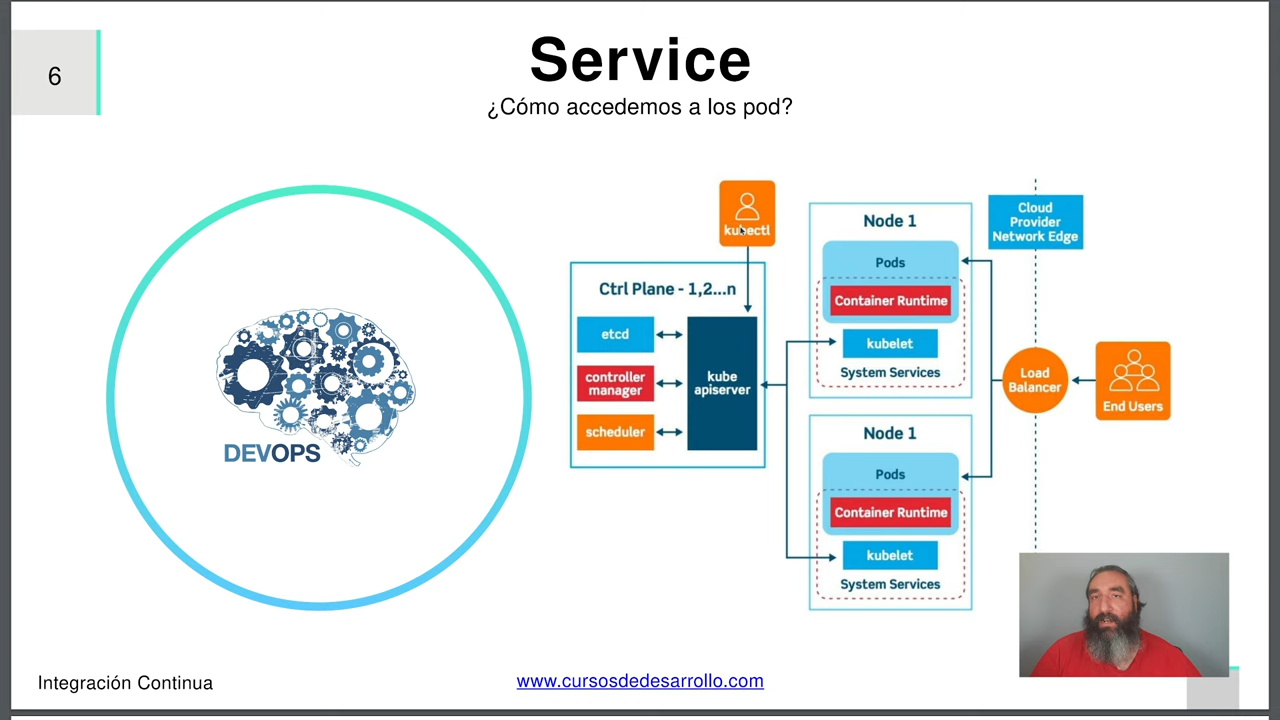 6
Service
¿Cómo accedemos a los pod?
DEVOPS
kubectl
Ctrl Plane - 1,2...n
etcd
controller
manager
scheduler
kube
apiserver
Node 1
Pods
Container Runtime
kubelet
System Services
Node 1
Pods
Container Runtime
kubelet
System Services
Cloud
Provider
Network Edge
Load
Balancer
End Users
Integración Continua
www.cursosdedesarrollo.com